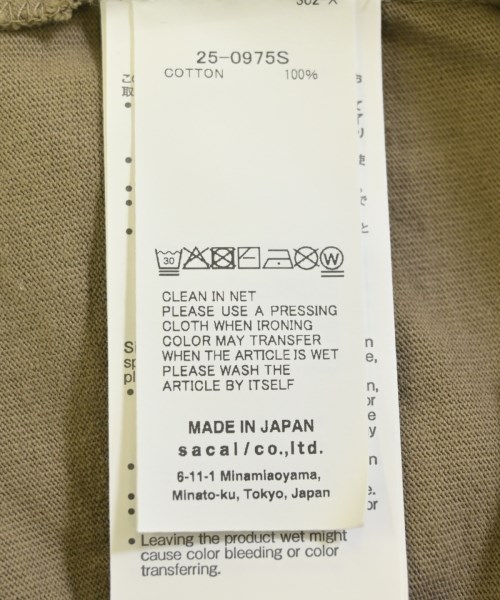 25-0975S
COTTON 100%
30
W
CLEAN IN NET
PLEASE USE A PRESSING
CLOTH WHEN IRONING
COLOR MAY TRANSFER
WHEN THE ARTICLE IS WET
PLEASE WASH THE
ARTICLE BY ITSELF
MADE IN JAPAN
sacai/co.,ltd.
6-11-1 Minamiaoyama,
Minato-ku, Tokyo, Japan
• Leaving the product wet might
cause color bleeding or color
transferring.